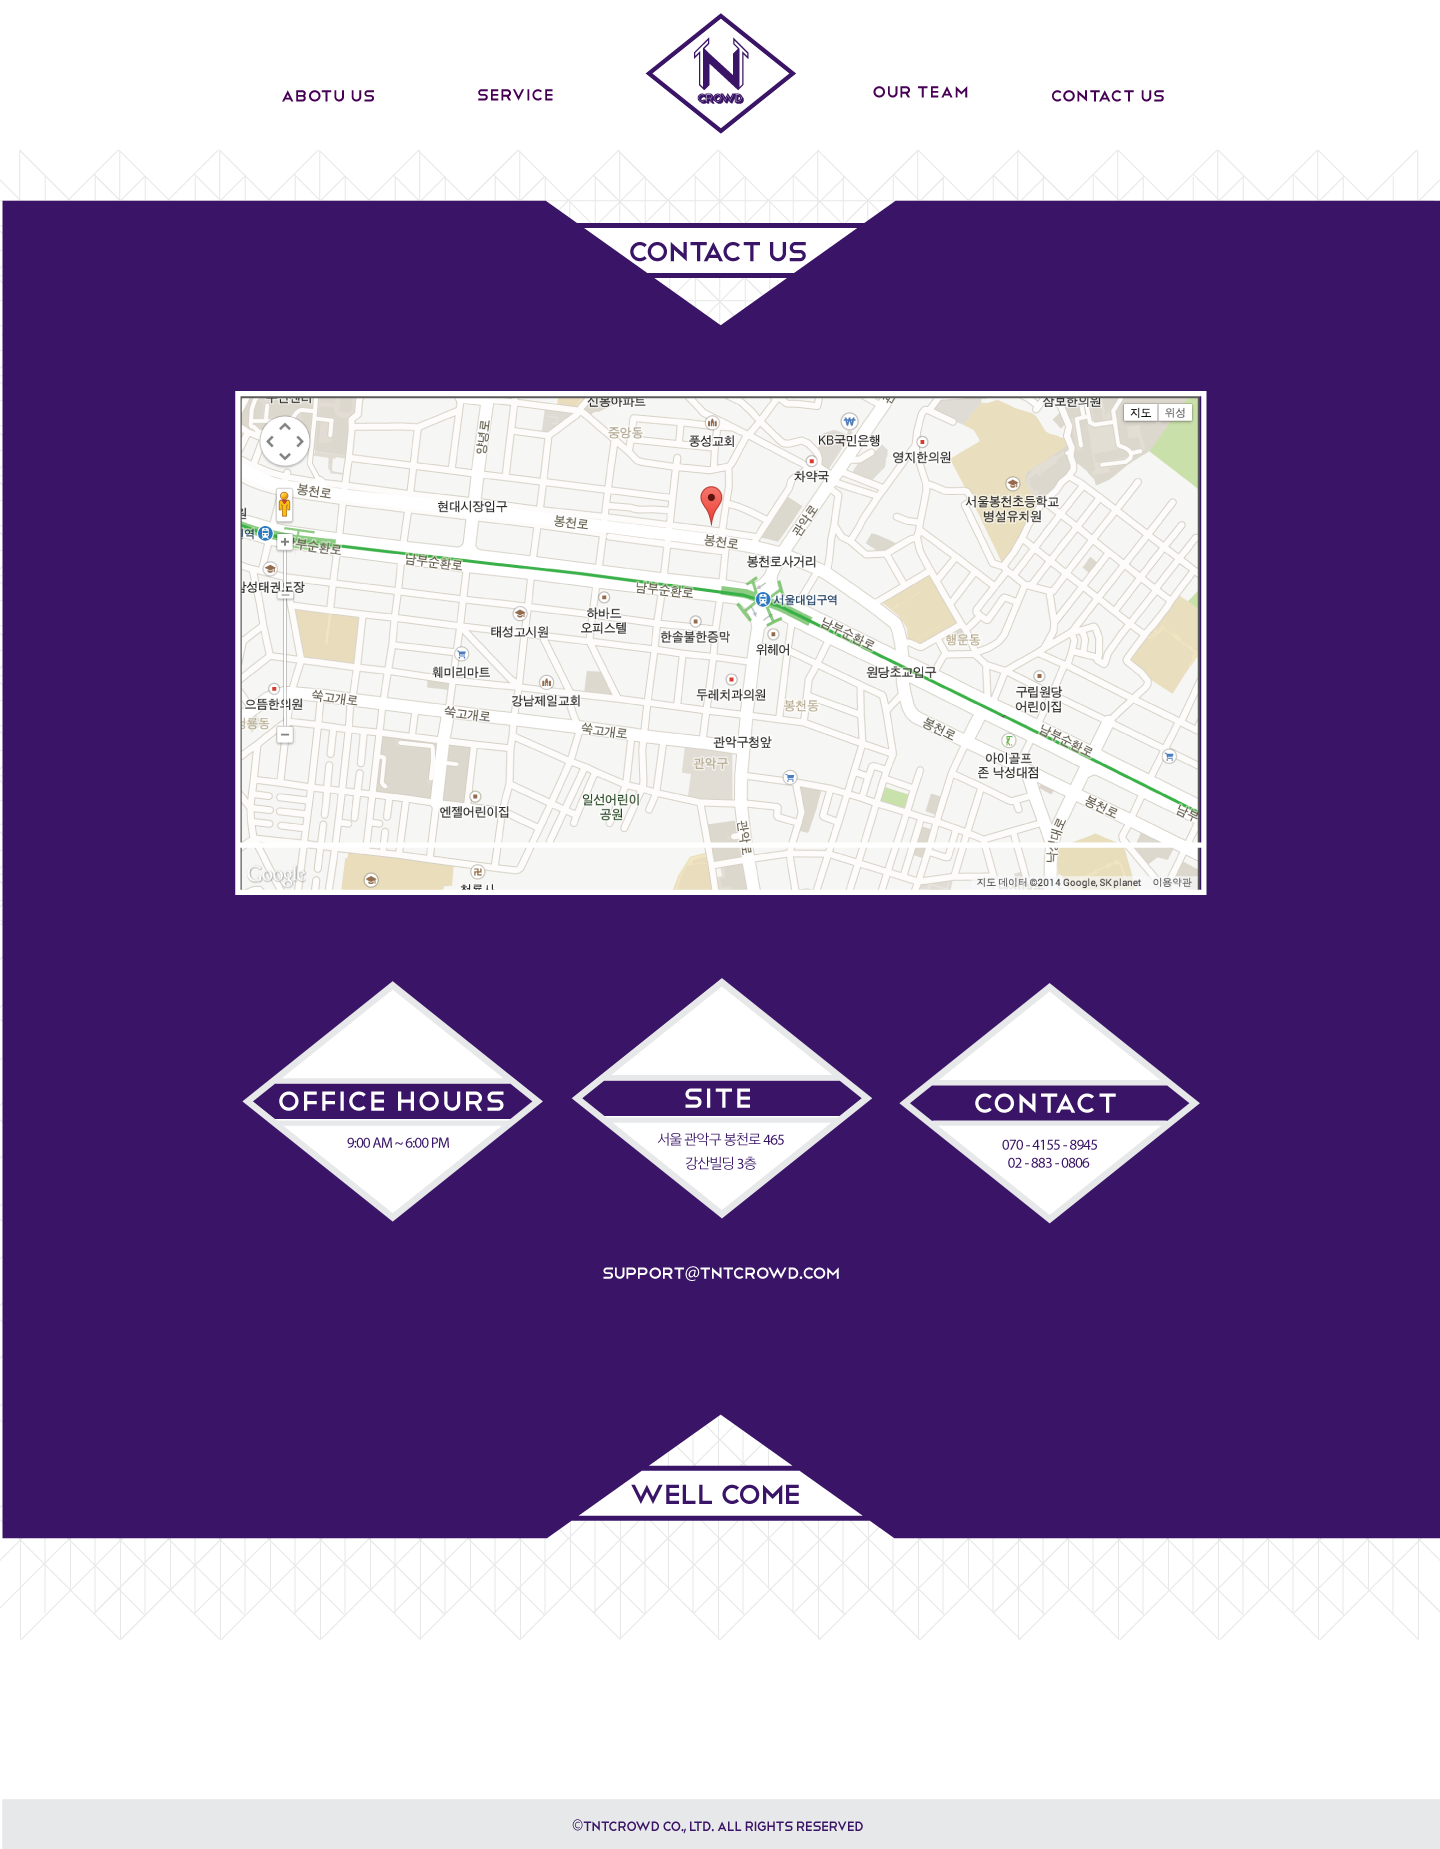 ABOTU US
SERVICE
N
CROWD
OUR TEAM
CONTACT US
CONTACT US
신봉아파트
삼모한의원
지도 위성
중앙동
양녕로
풍성교회
KB국민은행
영지한의원
차약국
봉천로
현대시장입구
봉천로
관악로
서울봉천초등학교
병설유치원
남부순환로
남부순환로
봉천로
봉천로사거리
남부순환로
서울대입구역
하바드
오피스텔
태성고시원
한솔불한증막
남부순환로
행운동
위헤어
훼미리마트
원당초교입구
쑥고개로
강남제일교회
두레치과의원
구립원당
어린이집
으뜸한의원
쑥고개로
봉천동
쑥고개로
봉천로
관악구청앞
남부순환로
관악구
아이골프
존 낙성대점
엔젤어린이집
일선어린이
공원
봉천로
관악로
Google
지도 데이터 ©2014 Google, SK planet 이용약관
OFFICE HOURS
9:00 AM ~ 6:00 PM
SITE
서울 관악구 봉천로 465
강산빌딩 3층
CONTACT
070 - 4155 - 8945
02 - 883 - 0806
SUPPORT@TNTCROWD.COM
WELL COME
©TNTCROWD CO., LTD. ALL RIGHTS RESERVED